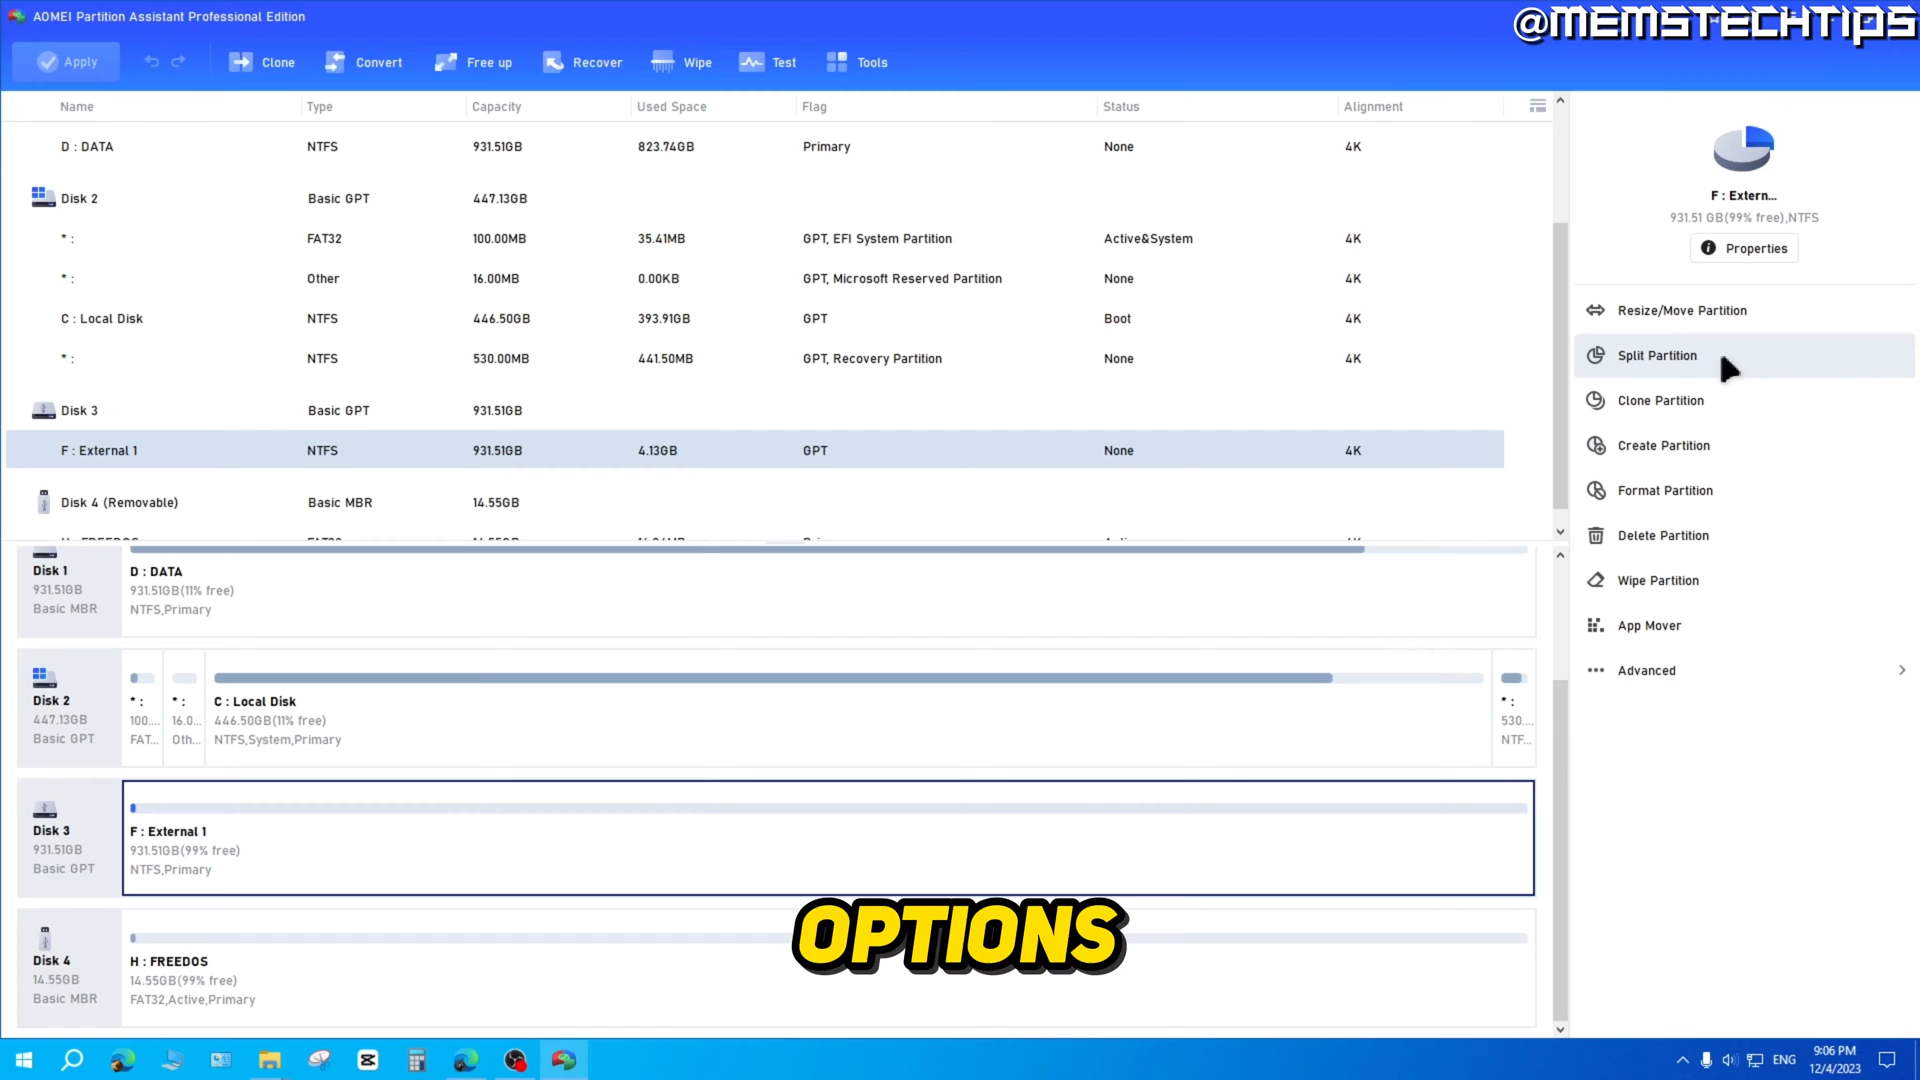 AOMEI Partition Assistant Professional Edition
@MEMSTECHTIPS
Apply Clone Convert Free up Recover Wipe Test Tools
Name Type Capacity Used Space Flag Status Alignment
D : DATA NTFS 931.51GB 823.74GB Primary None 4K
Disk 2 Basic GPT 447.13GB
* : FAT32 100.00MB 35.41MB GPT, EFI System Partition Active&System 4K
* : Other 16.00MB 0.00KB GPT, Microsoft Reserved Partition None 4K
C : Local Disk NTFS 446.50GB 393.91GB GPT Boot 4K
* : NTFS 530.00MB 441.50MB GPT, Recovery Partition None 4K
Disk 3 Basic GPT 931.51GB
F : External 1 NTFS 931.51GB 4.13GB GPT None 4K
Disk 4 (Removable) Basic MBR 14.55GB
F : Extern...
931.51 GB(99% free),NTFS
Properties
Resize/Move Partition
Split Partition
Clone Partition
Create Partition
Format Partition
Delete Partition
Wipe Partition
App Mover
Advanced
Disk 1
931.51GB
Basic MBR
D : DATA
931.51GB(11% free)
NTFS,Primary
Disk 2
447.13GB
Basic GPT
* :
100....
FAT...
* :
16.0...
Oth...
C : Local Disk
446.50GB(11% free)
NTFS,System,Primary
* :
530....
NTF...
Disk 3
931.51GB
Basic GPT
F : External 1
931.51GB(99% free)
NTFS,Primary
OPTIONS
Disk 4
14.55GB
Basic MBR
H : FREEDOS
14.55GB(99% free)
FAT32,Active,Primary
ENG
9:06 PM
12/4/2023